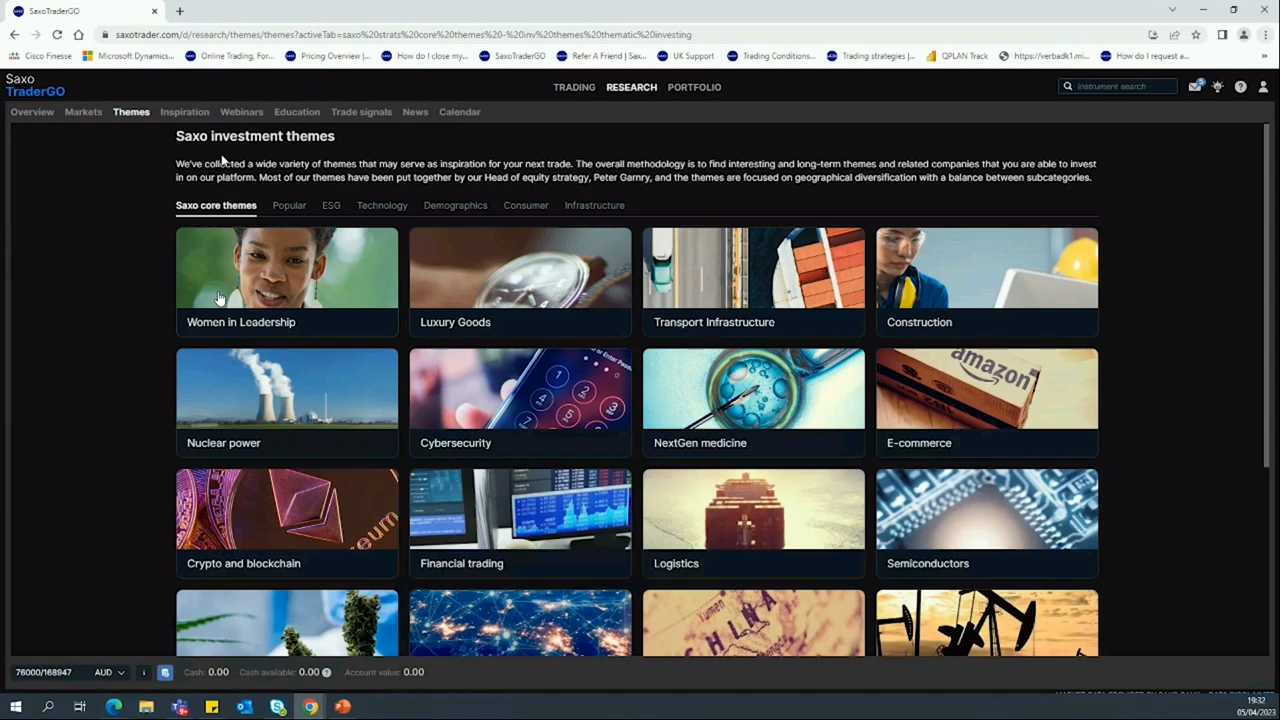 SaxoTraderGO
saxotrader.com/d/research/themes/themes?activeTab=saxo%20strats%20core%20themes%20-%20inv%20themes%20thematic%20investing
Cisco Finesse Microsoft Dynamics... Online Trading, For... Pricing Overview |... How do I close my... SaxoTraderGO Refer A Friend | Sax... UK Support Trading Conditions... Trading strategies |... QPLAN Track https://verbadk1.mi... How do I request a...
Saxo
TraderGO
TRADING RESEARCH PORTFOLIO
Instrument search
Overview Markets Themes Inspiration Webinars Education Trade signals News Calendar
Saxo investment themes
We've collected a wide variety of themes that may serve as inspiration for your next trade. The overall methodology is to find interesting and long-term themes and related companies that you are able to invest
in on our platform. Most of our themes have been put together by our Head of equity strategy, Peter Garnry, and the themes are focused on geographical diversification with a balance between subcategories.
Saxo core themes Popular ESG Technology Demographics Consumer Infrastructure
Women in Leadership Luxury Goods Transport Infrastructure Construction
amazon
Nuclear power Cybersecurity NextGen medicine E-commerce
Crypto and blockchain Financial trading Logistics Semiconductors
CHINA
76000/168947 AUD Cash: 0.00 Cash available: 0.00 Account value: 0.00
19:32
05/04/2023